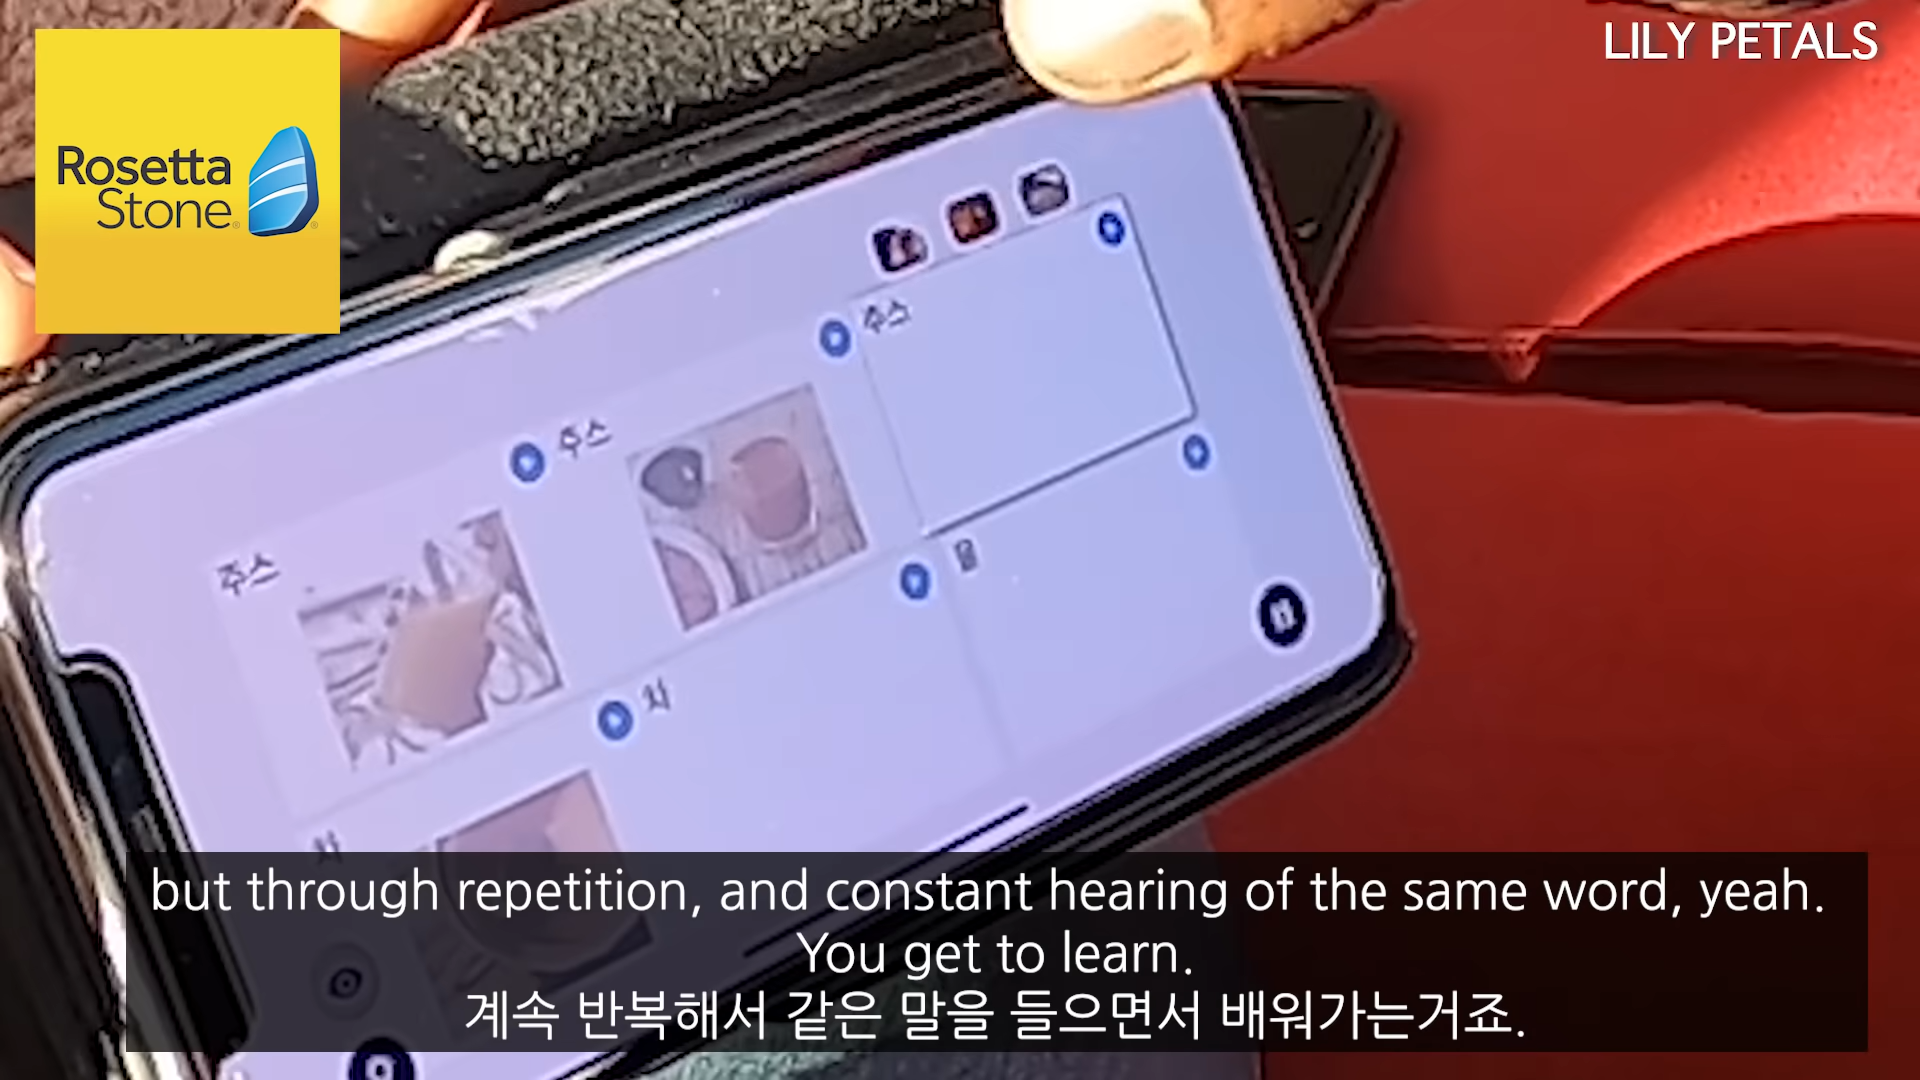 LILY PETALS
Rosetta
Stone
주스
주스
주스
물
차
차
but through repetition, and constant hearing of the same word, yeah.
You get to learn.
계속 반복해서 같은 말을 들으면서 배워가는거죠.